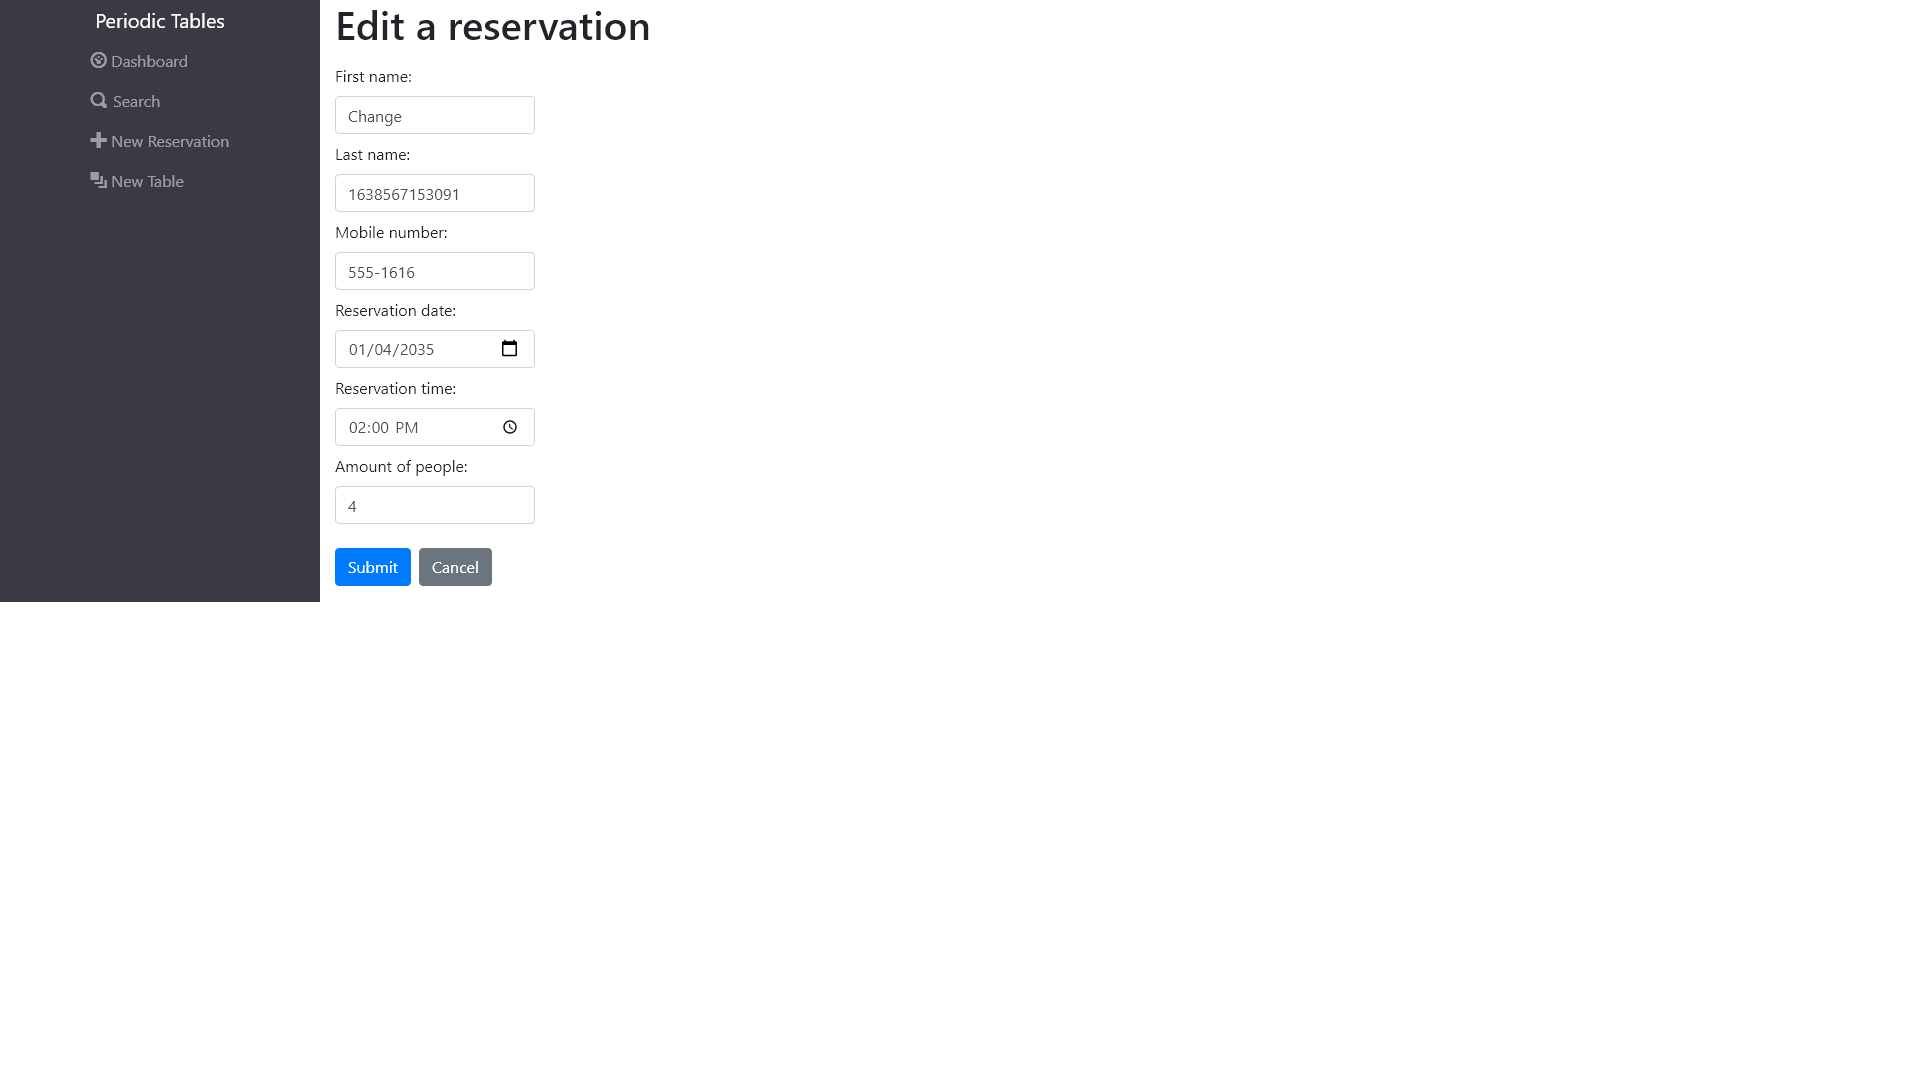 Periodic Tables
Dashboard
Search
New Reservation
New Table
Edit a reservation
First name:
Change
Last name:
1638567153091
Mobile number:
555-1616
Reservation date:
01/04/2035
Reservation time:
02:00 PM
Amount of people:
4
Submit Cancel